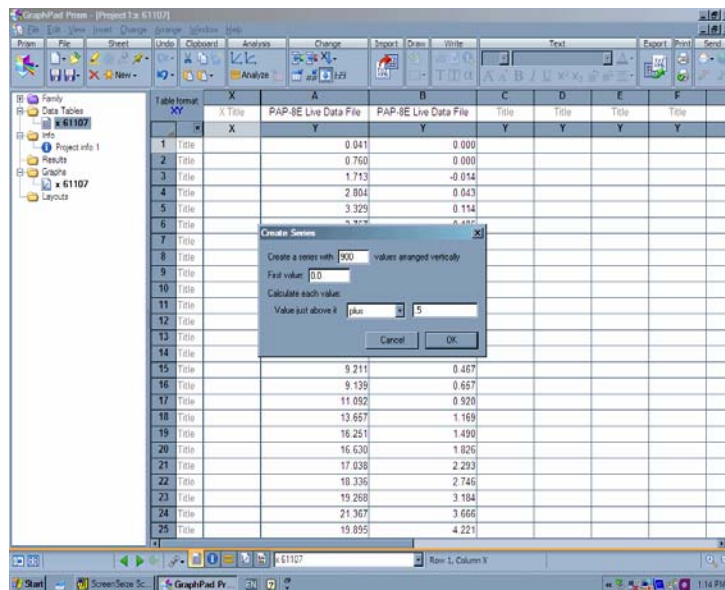 GraphPad Prism - [Project1:x 61107]
File Edit View Insert Change Arrange Window Help
Prism File Sheet Undo Clipboard Analysis Change Import Draw Write Text Export Print Send
New
Analyze
Family
Data Tables
x 61107
Info
Project info 1
Results
Graphs
x 61107
Layouts
Table format XY X A B C D E F
X Title PAP-8E Live Data File PAP-8E Live Data File Title Title Title Title
X Y Y Y Y Y Y
1 Title 0.041 0.000
2 Title 0.760 0.000
3 Title 1.713 -0.014
4 Title 2.804 0.043
5 Title 3.329 0.114
6 Title
7 Title
8 Title
9 Title
10 Title
11 Title
12 Title
13 Title
14 Title
15 Title 9.211 0.467
16 Title 9.139 0.657
17 Title 11.092 0.920
18 Title 13.657 1.169
19 Title 16.251 1.490
20 Title 16.630 1.826
21 Title 17.038 2.293
22 Title 18.336 2.746
23 Title 19.268 3.184
24 Title 21.367 3.666
25 Title 19.895 4.221
Create Series
Create a series with 900 values arranged vertically
First value: 0.0
Calculate each value:
Value just above it plus .5
Cancel OK
x 61107 Row 1, Column X
Start ScreenSeize Sc... GraphPad Pr... 1:14 PM